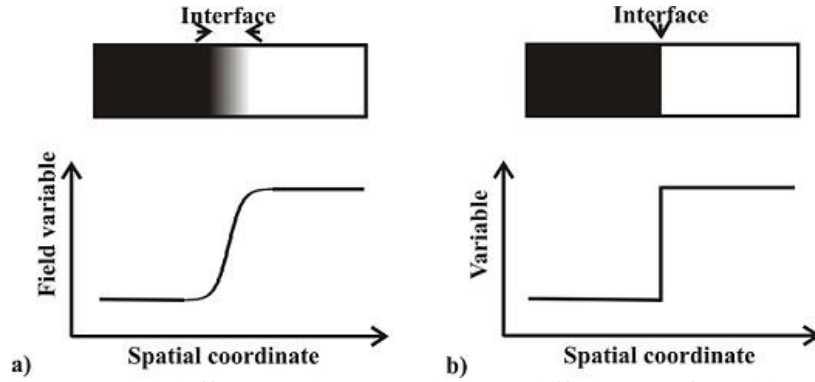 Interface
Field variable
Spatial coordinate
a)
Interface
Variable
Spatial coordinate
b)